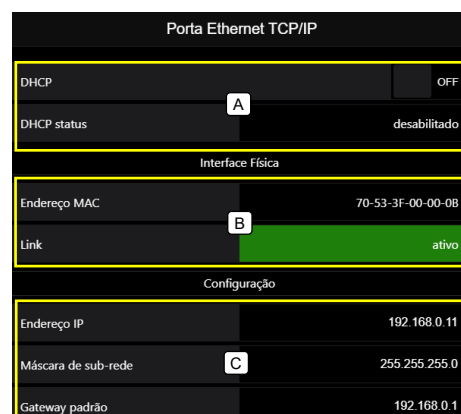 Porta Ethernet TCP/IP
DHCP OFF
A
DHCP status desabilitado
Interface Física
Endereço MAC 70-53-3F-00-00-0B
B
Link ativo
Configuração
Endereço IP 192.168.0.11
Máscara de sub-rede C 255.255.255.0
Gateway padrão 192.168.0.1